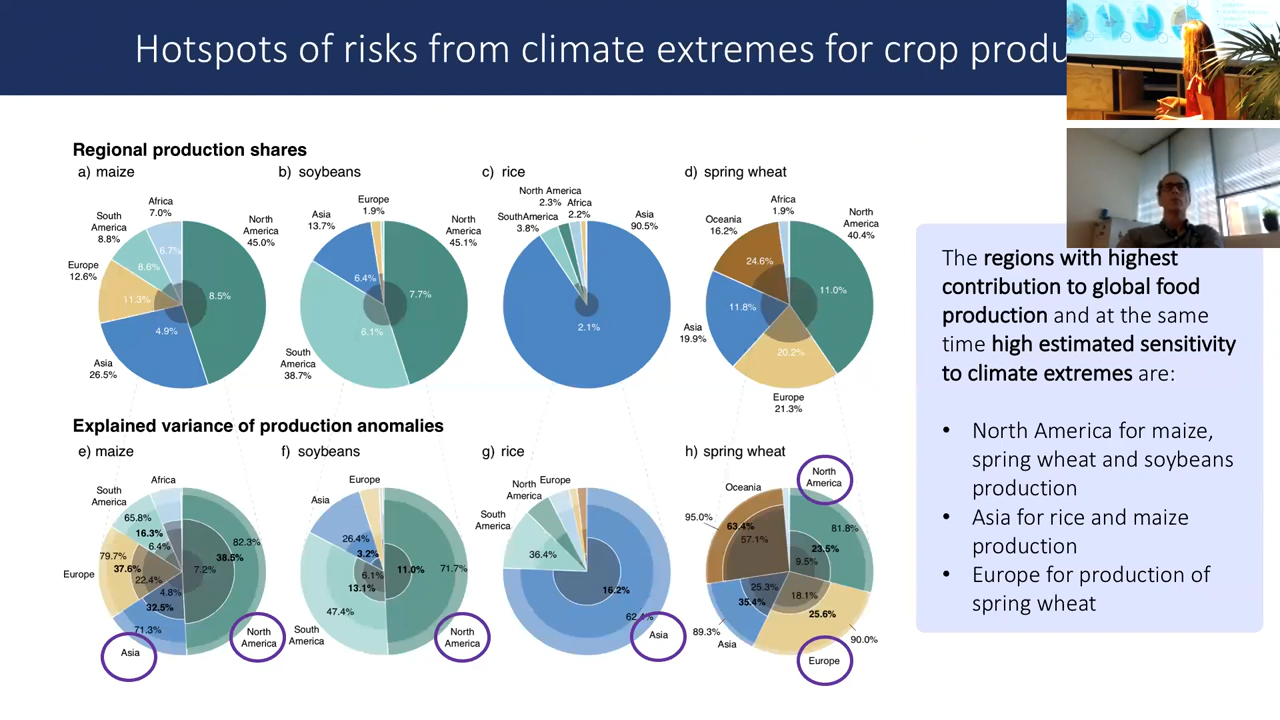 Hotspots of risks from climate extremes for crop produ
Regional production shares
a) maize
b) soybeans
c) rice
d) spring wheat
Africa
7.0%
South
America
8.8%
Europe
12.6%
Asia
26.5%
North
America
45.0%
6.7%
8.6%
11.3%
4.9%
8.5%
Europe
1.9%
Asia
13.7%
South
America
38.7%
North
America
45.1%
6.4%
6.1%
7.7%
North America
2.3%
Africa
2.2%
SouthAmerica
3.8%
Asia
90.5%
2.1%
Africa
1.9%
Oceania
16.2%
Asia
19.9%
Europe
21.3%
North
America
40.4%
24.6%
11.8%
20.2%
11.0%
Explained variance of production anomalies
e) maize
f) soybeans
g) rice
h) spring wheat
Africa
South
America
Europe
Asia
North
America
65.8%
16.3%
6.4%
79.7%
37.6%
22.4%
4.8%
32.5%
71.3%
82.3%
38.5%
7.2%
Europe
Asia
South
America
North
America
26.4%
3.2%
6.1%
13.1%
47.4%
11.0%
71.7%
Europe
North
America
South
America
Asia
36.4%
16.2%
Oceania
North
America
Asia
Europe
95.0%
63.4%
57.1%
81.8%
23.5%
9.5%
25.3%
35.4%
89.3%
18.1%
25.6%
90.0%
The regions with highest
contribution to global food
production and at the same
time high estimated sensitivity
to climate extremes are:
• North America for maize,
spring wheat and soybeans
production
• Asia for rice and maize
production
• Europe for production of
spring wheat